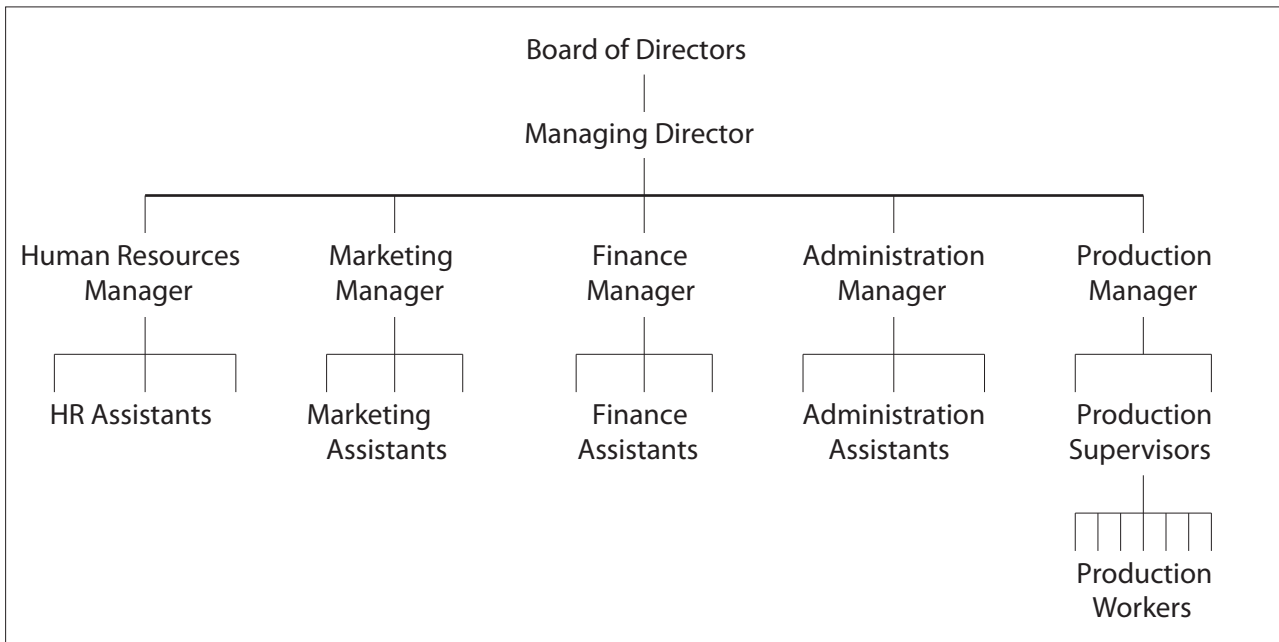 Board of Directors
Managing Director
Human Resources
Manager
Marketing
Manager
Finance
Manager
Administration
Manager
Production
Manager
HR Assistants
Marketing
Assistants
Finance
Assistants
Administration
Assistants
Production
Supervisors
Production
Workers